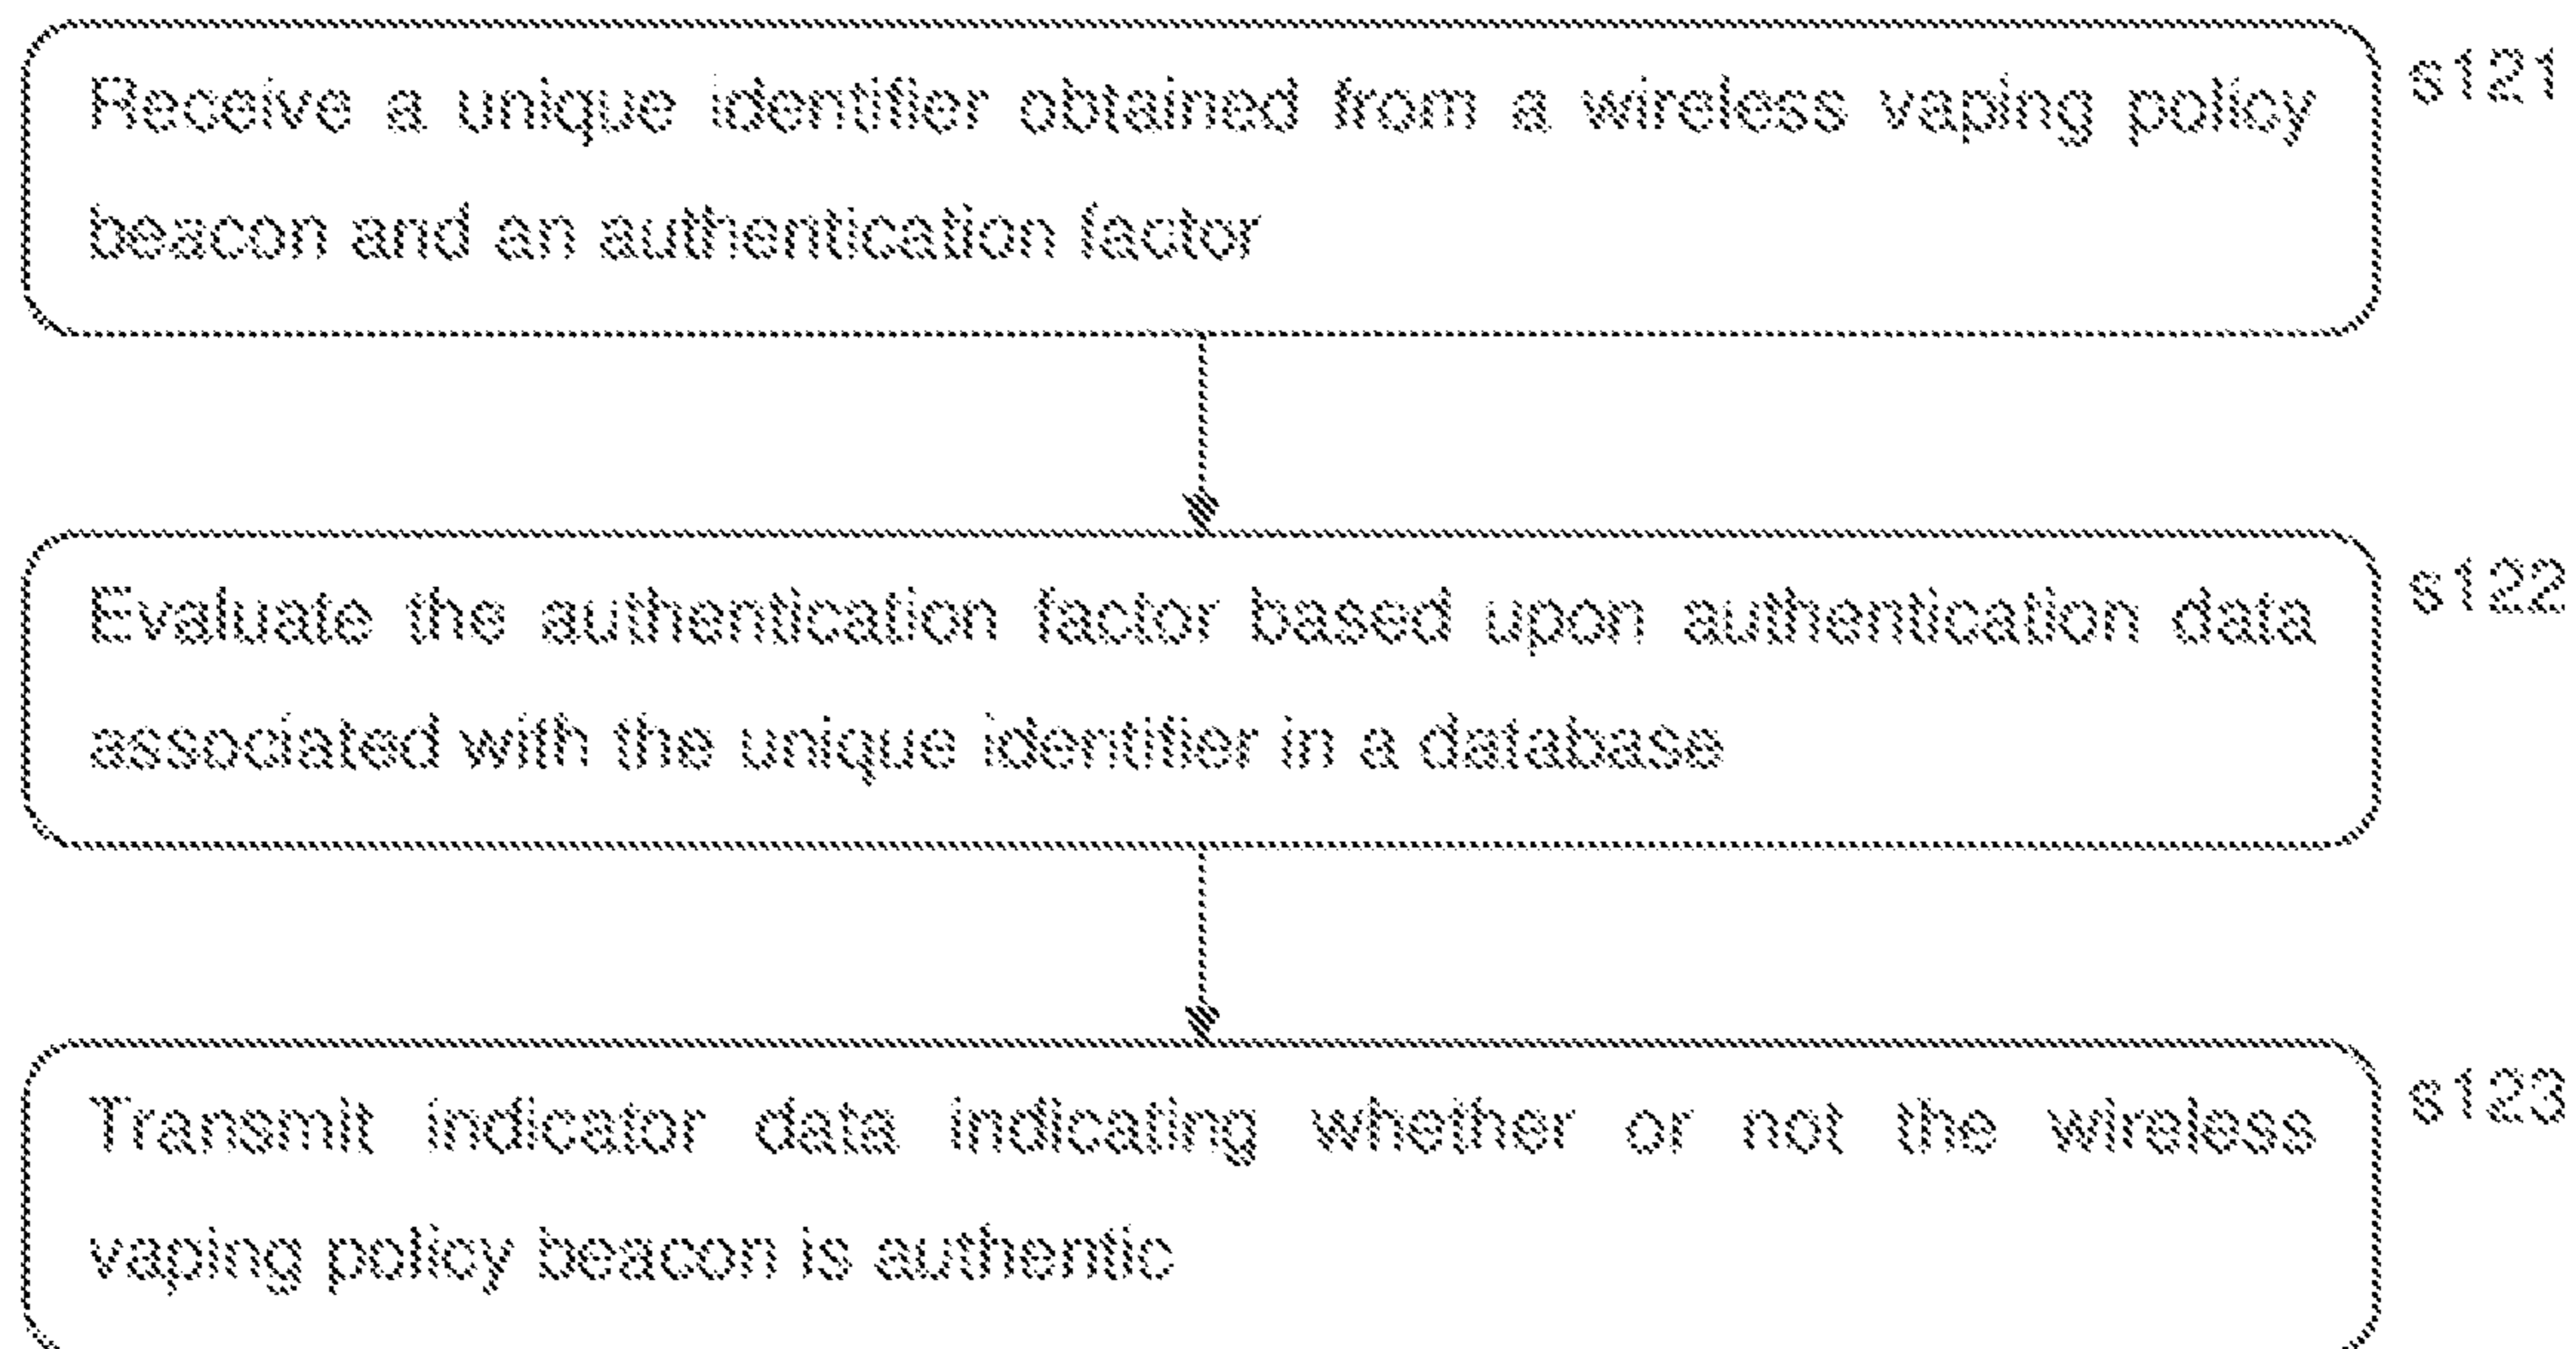 Receive a unique identifier obtained from a wireless vaping policy s121
beacon and an authentication factor
Evaluate the authentication factor based upon authentication data s122
associated with the unique identifier in a database
Transmit indicator data indicating whether or not the wireless s123
vaping policy beacon is authentic